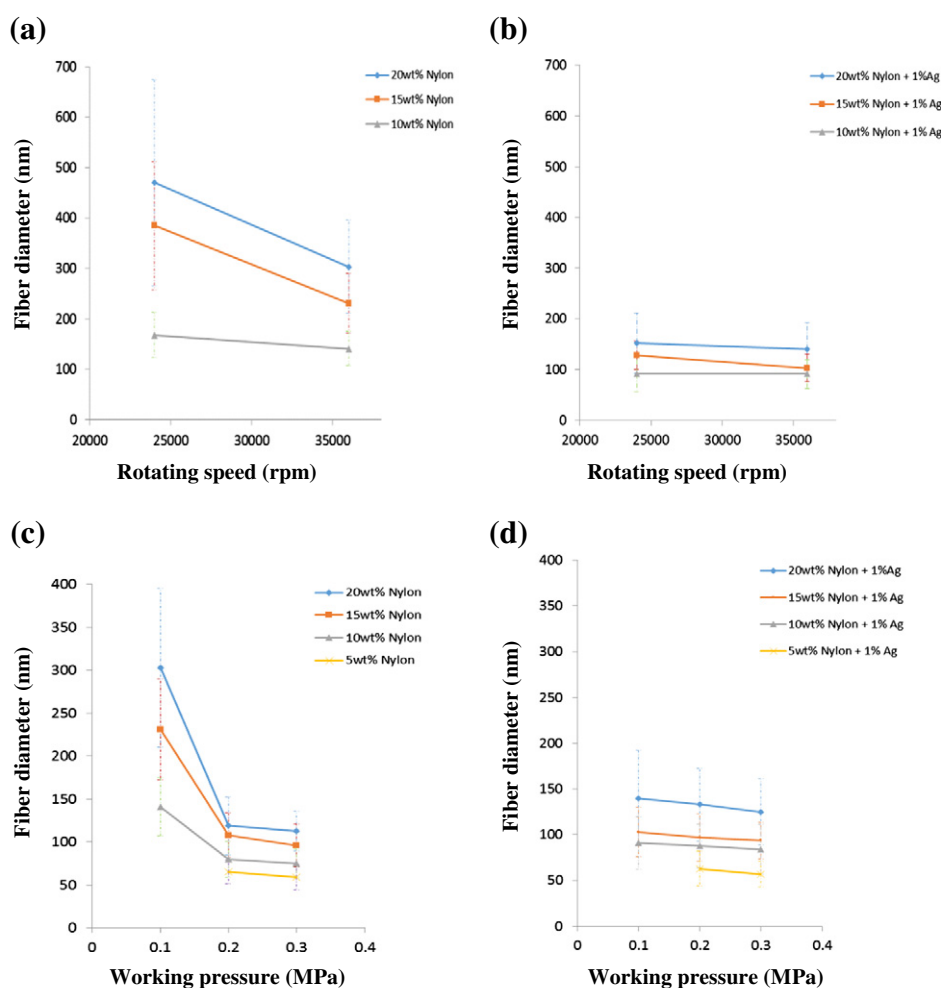 (a)
700
600
500
400
300
200
100
0
20000
25000
30000
35000
Fiber diameter (nm)
Rotating speed (rpm)
20wt% Nylon
15wt% Nylon
10wt% Nylon
(b)
700
600
500
400
300
200
100
0
20000
25000
30000
35000
Fiber diameter (nm)
Rotating speed (rpm)
20wt% Nylon + 1%Ag
15wt% Nylon + 1% Ag
10wt% Nylon + 1% Ag
(c)
400
350
300
250
200
150
100
50
0
0
0.1
0.2
0.3
0.4
Fiber diameter (nm)
Working pressure (MPa)
20wt% Nylon
15wt% Nylon
10wt% Nylon
5wt% Nylon
(d)
400
350
300
250
200
150
100
50
0
0
0.1
0.2
0.3
0.4
Fiber diameter (nm)
Working pressure (MPa)
20wt% Nylon + 1%Ag
15wt% Nylon + 1% Ag
10wt% Nylon + 1% Ag
5wt% Nylon + 1% Ag